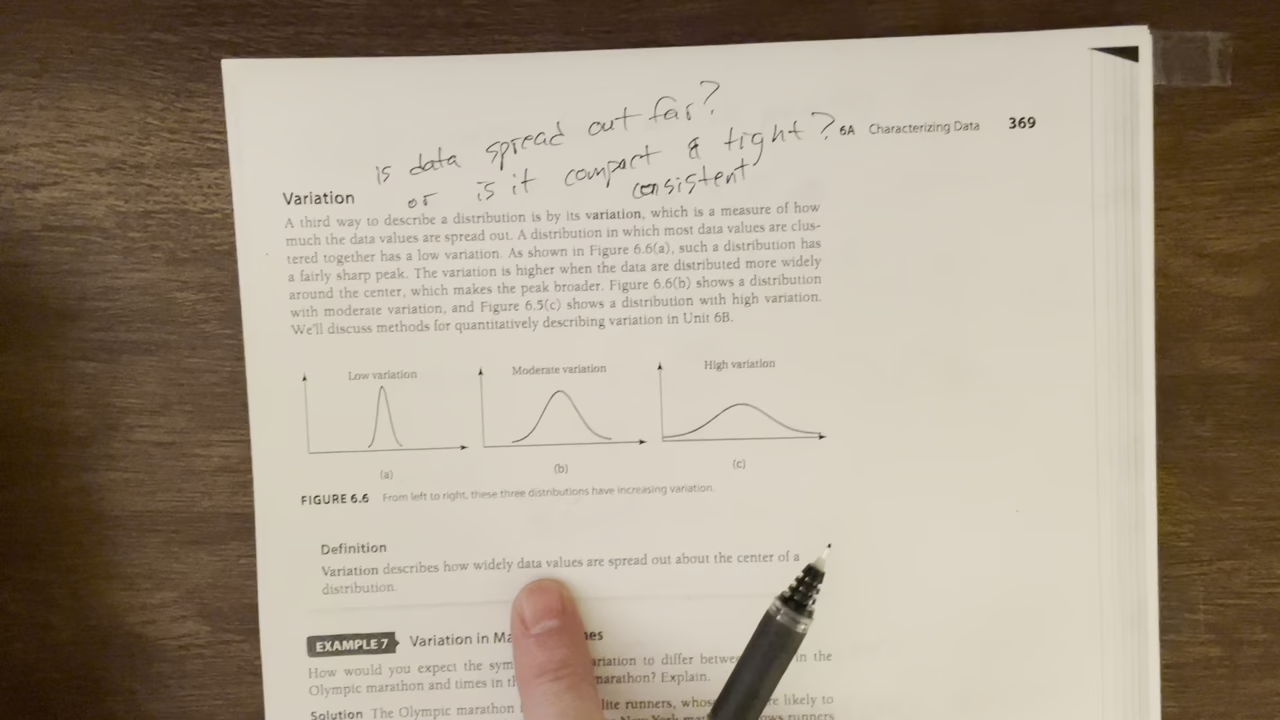 is data spread out far?
or is it compact & tight?
consistent
6A Characterizing Data 369
Variation
A third way to describe a distribution is by its variation, which is a measure of how
much the data values are spread out. A distribution in which most data values are clus-
tered together has a low variation. As shown in Figure 6.6(a), such a distribution has
a fairly sharp peak. The variation is higher when the data are distributed more widely
around the center, which makes the peak broader. Figure 6.6(b) shows a distribution
with moderate variation, and Figure 6.5(c) shows a distribution with high variation.
We'll discuss methods for quantitatively describing variation in Unit 6B.
Low variation
Moderate variation
High variation
(a)
(b)
(c)
FIGURE 6.6 From left to right, these three distributions have increasing variation.
Definition
Variation describes how widely data values are spread out about the center of a
distribution.
EXAMPLE 7 Variation in
How would you expect the variation to differ in the
Olympic marathon and times in marathon? Explain.
Solution The Olympic marathon runners, likely to
runners